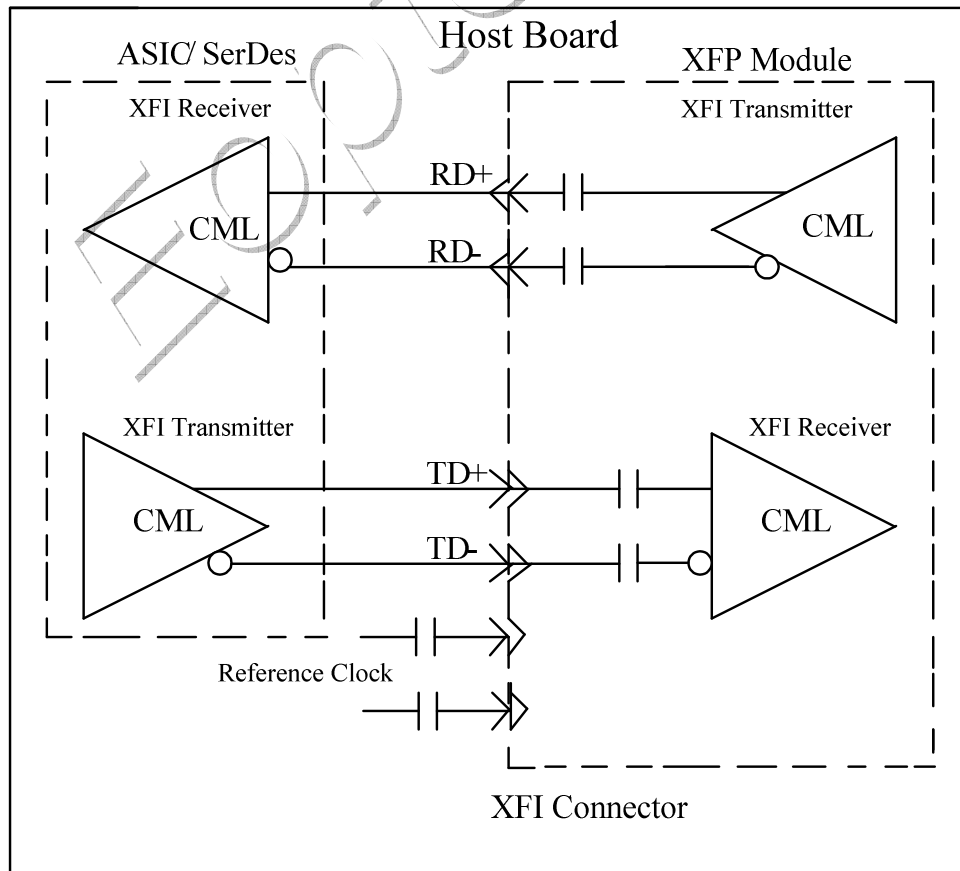 Host Board
ASIC/ SerDes
XFP Module
XFI Receiver
XFI Transmitter
RD+
CML
CML
RD-
XFI Transmitter
XFI Receiver
TD+
CML
CML
TD-
Reference Clock
XFI Connector